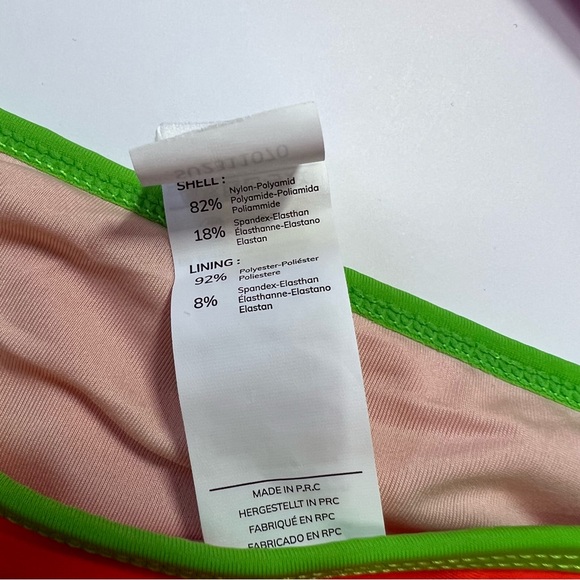 SU2311070
SHELL :
82% Nylon-Polyamid
Polyamide-Poliamida
Poliammide
18% Spandex-Elasthan
Élasthanne-Elastano
Elastan
LINING :
92% Polyester-Poliéster
Poliestere
8% Spandex-Elasthan
Élasthanne-Elastano
Elastan
MADE IN P.R.C
HERGESTELLT IN PRC
FABRIQUÉ EN RPC
FABRICADO EN RPC